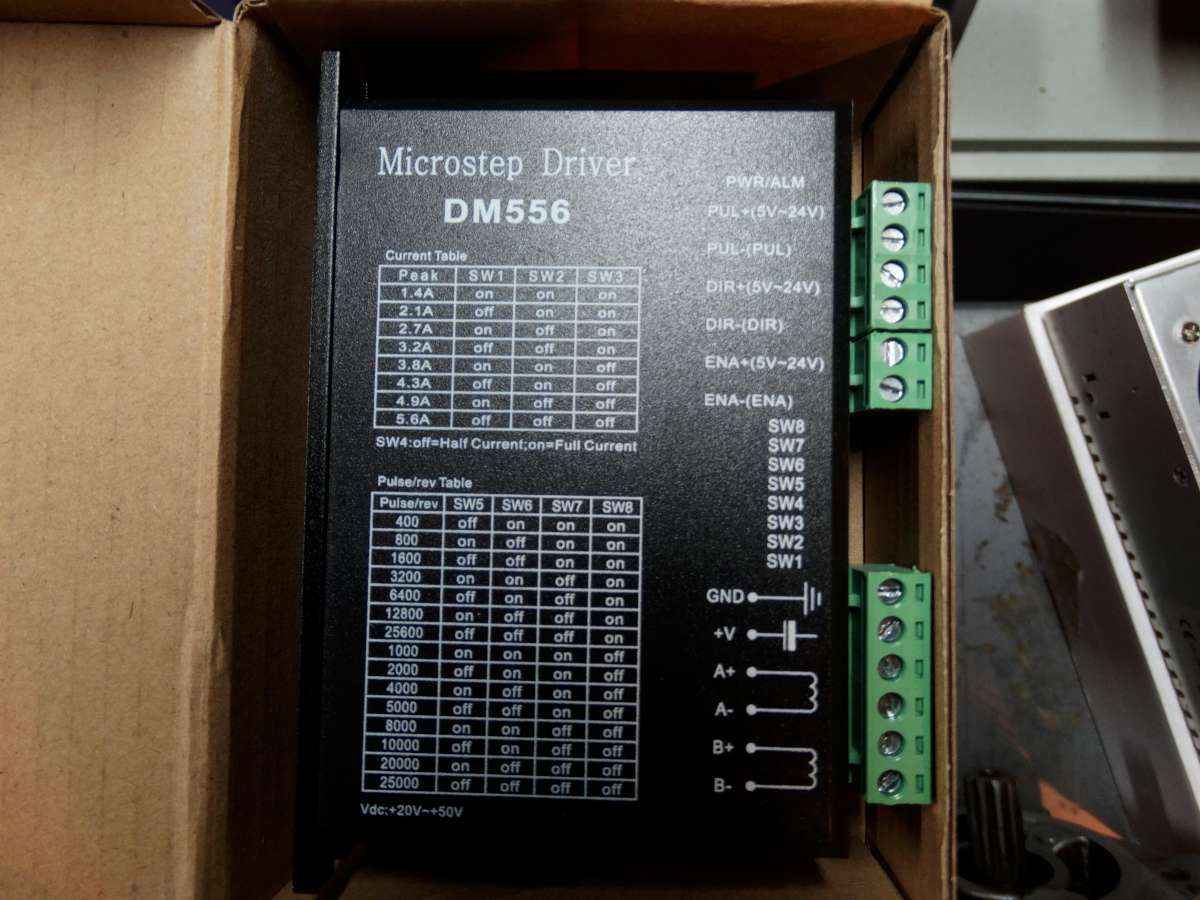 Microstep Driver
DM556
Current Table
Peak SW1 SW2 SW3
1.4A on on on
2.1A off on on
2.7A on off on
3.2A off off on
3.8A on on off
4.3A off on off
4.9A on off off
5.6A off off off
SW4:off=Half Current;on=Full Current
Pulse/rev Table
Pulse/rev SW5 SW6 SW7 SW8
400 off on on on
800 on off on on
1600 off off on on
3200 on on off on
6400 off on off on
12800 on off off on
25600 off off off on
1000 on on on off
2000 off on on off
4000 on off on off
5000 off off on off
8000 on on off off
10000 off on off off
20000 on off off off
25000 off off off off
Vdc:+20V~+50V
PWR/ALM
PUL+(5V~24V)
PUL-(PUL)
DIR+(5V~24V)
DIR-(DIR)
ENA+(5V~24V)
ENA-(ENA)
SW8
SW7
SW6
SW5
SW4
SW3
SW2
SW1
GND
+V
A+
A-
B+
B-